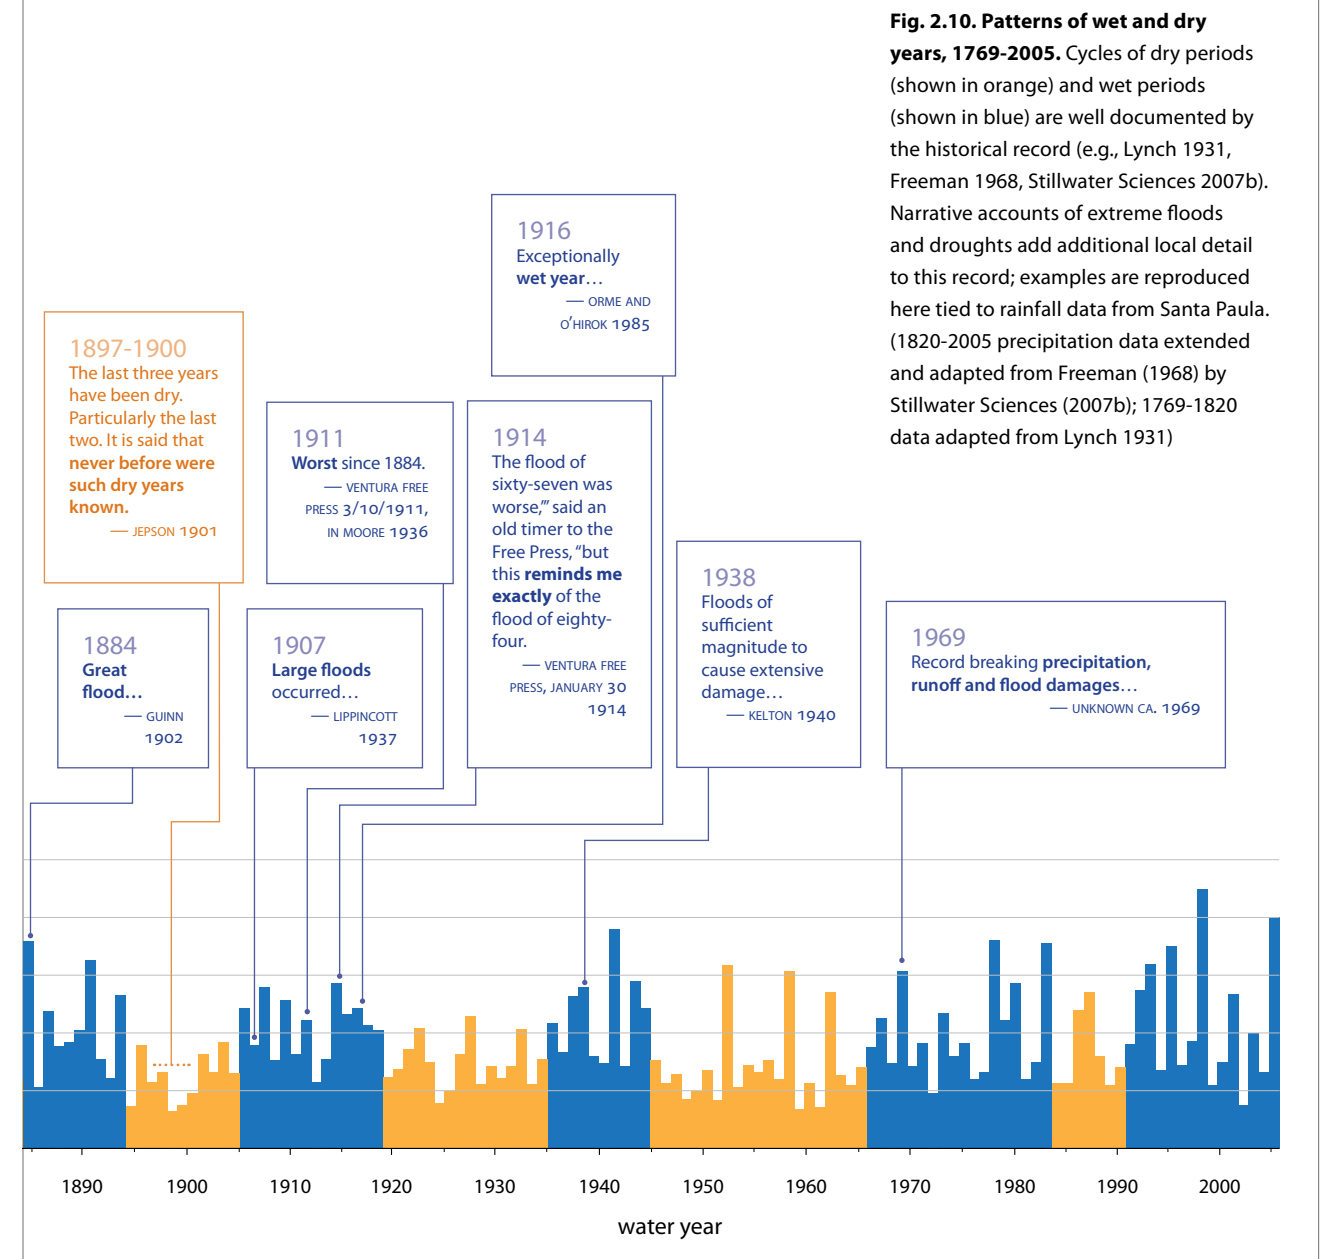 Fig. 2.10. Patterns of wet and dry
years, 1769-2005. Cycles of dry periods
(shown in orange) and wet periods
(shown in blue) are well documented by
the historical record (e.g., Lynch 1931,
Freeman 1968, Stillwater Sciences 2007b).
Narrative accounts of extreme floods
and droughts add additional local detail
to this record; examples are reproduced
here tied to rainfall data from Santa Paula.
(1820-2005 precipitation data extended
and adapted from Freeman (1968) by
Stillwater Sciences (2007b); 1769-1820
data adapted from Lynch 1931)
1916
Exceptionally
wet year…
— ORME AND
O’HIROK 1985
1897-1900
The last three years
have been dry.
Particularly the last
two. It is said that
never before were
such dry years
known.
— JEPSON 1901
1911
Worst since 1884.
— VENTURA FREE
PRESS 3/10/1911,
IN MOORE 1936
1914
The flood of
sixty-seven was
worse,’” said an
old timer to the
Free Press, “but
this reminds me
exactly of the
flood of eighty-
four.
— VENTURA FREE
PRESS, JANUARY 30
1914
1938
Floods of
sufficient
magnitude to
cause extensive
damage…
— KELTON 1940
1969
Record breaking precipitation,
runoff and flood damages…
— UNKNOWN CA. 1969
1884
Great
flood…
— GUINN
1902
1907
Large floods
occurred…
— LIPPINCOTT
1937
1890 1900 1910 1920 1930 1940 1950 1960 1970 1980 1990 2000
water year